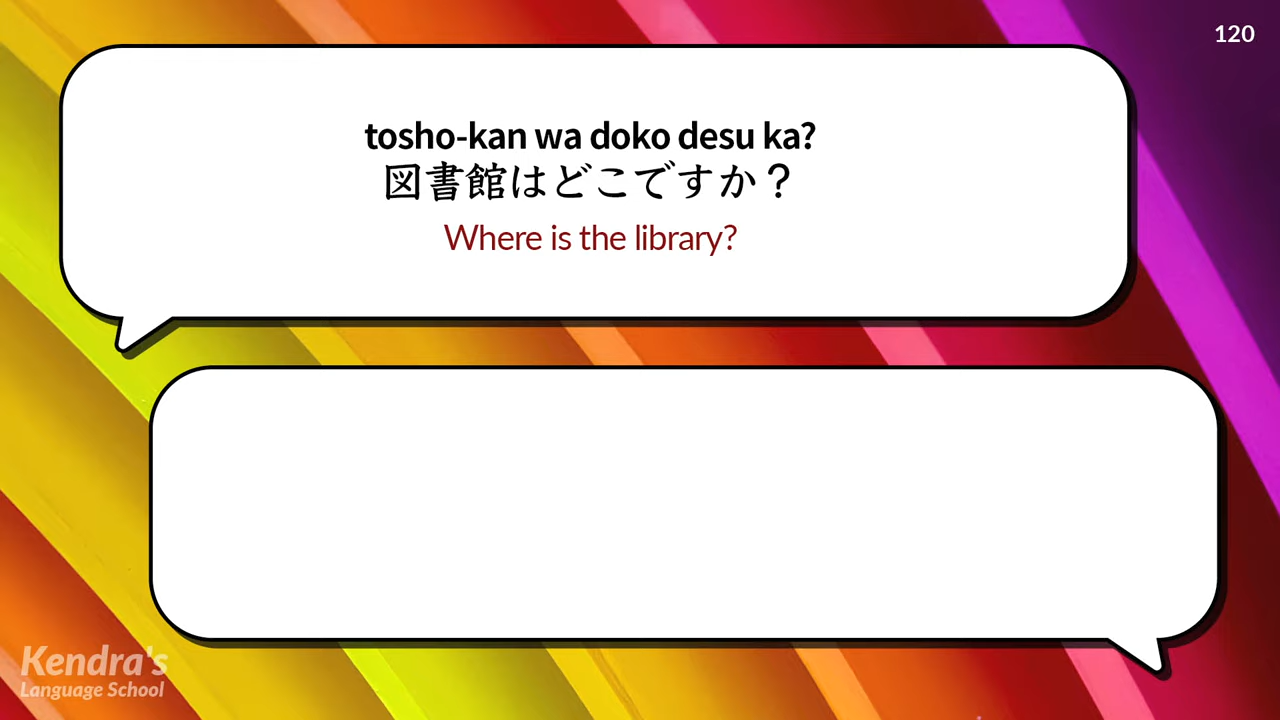 120
tosho-kan wa doko desu ka?
図書館はどこですか？
Where is the library?
Kendra's
Language School